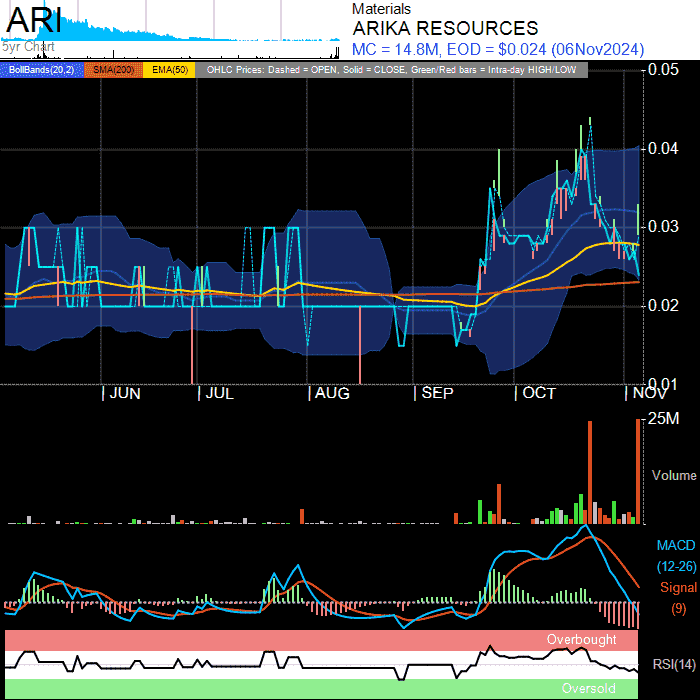 ARI
5yr Chart
Materials
ARIKA RESOURCES
MC = 14.8M, EOD = $0.024 (06Nov2024)
BollBands(20,2) SMA(200) EMA(50) OHLC Prices: Dashed = OPEN, Solid = CLOSE, Green/Red bars = Intra-day HIGH/LOW
0.05
0.04
0.03
0.02
0.01
JUN JUL AUG SEP OCT NOV
25M
Volume
MACD
(12-26)
Signal
(9)
Overbought
RSI(14)
Oversold